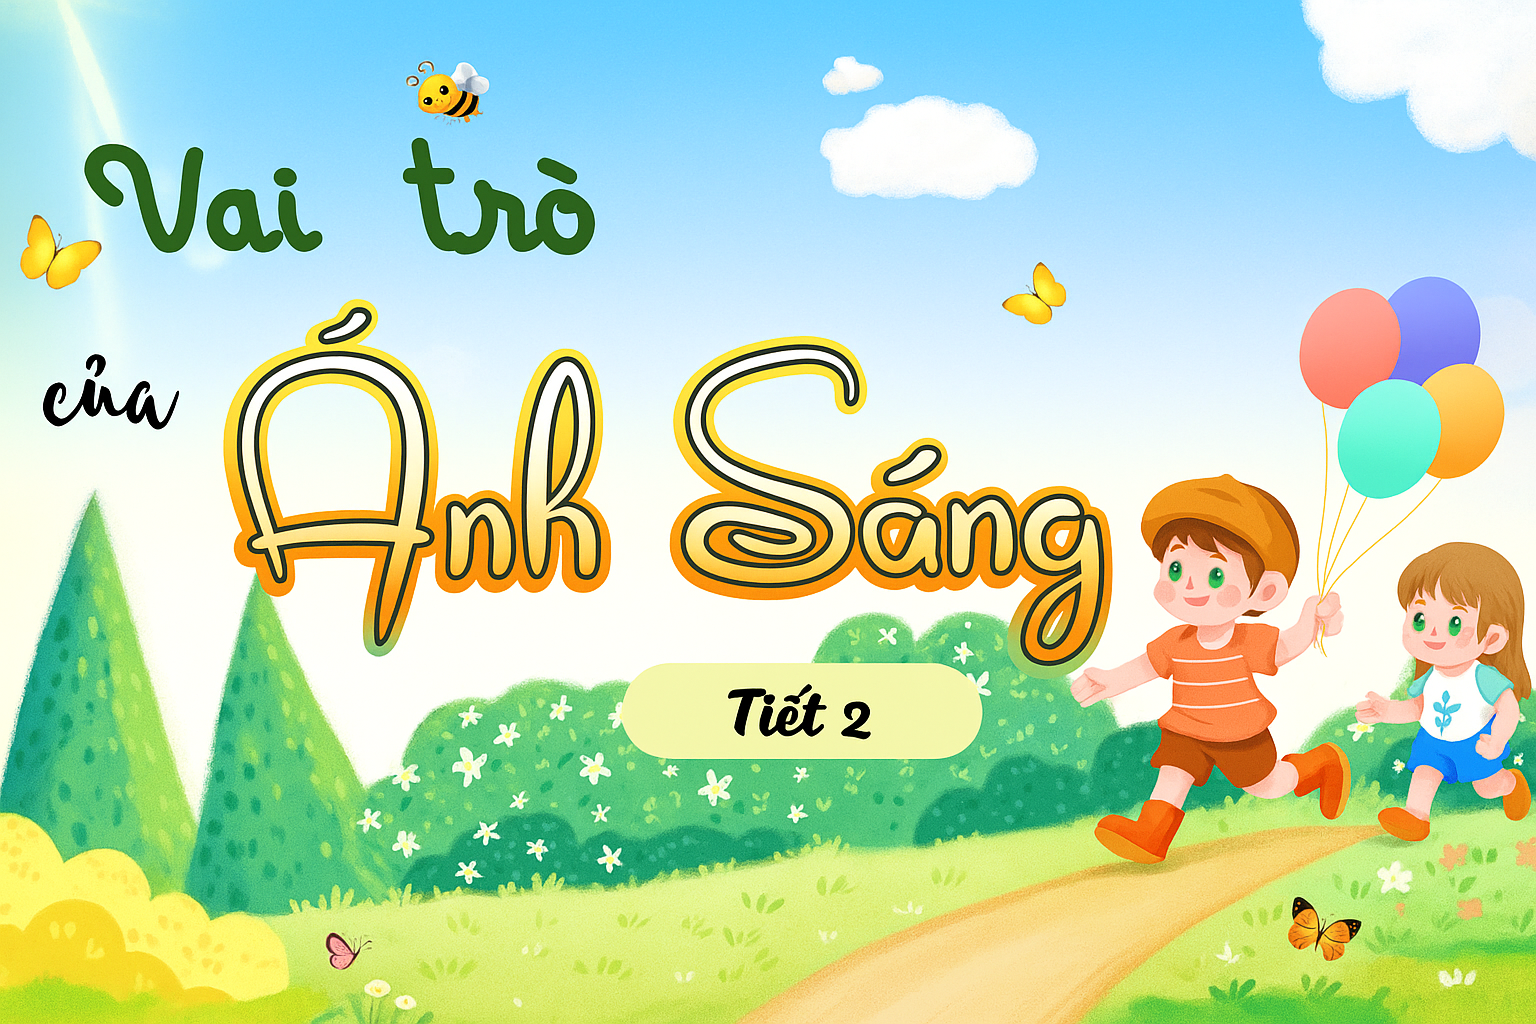 Vai trò
của Ánh Sáng
Tiết 2